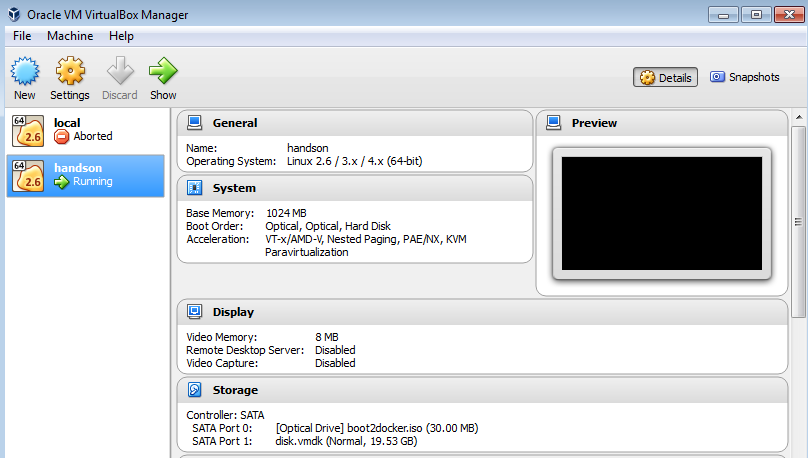 Oracle VM VirtualBox Manager
File Machine Help
New Settings Discard Show
Details Snapshots
64 2.6 local
Aborted
64 2.6 handson
Running
General
Name: handson
Operating System: Linux 2.6 / 3.x / 4.x (64-bit)
System
Base Memory: 1024 MB
Boot Order: Optical, Optical, Hard Disk
Acceleration: VT-x/AMD-V, Nested Paging, PAE/NX, KVM
Paravirtualization
Preview
Display
Video Memory: 8 MB
Remote Desktop Server: Disabled
Video Capture: Disabled
Storage
Controller: SATA
SATA Port 0: [Optical Drive] boot2docker.iso (30.00 MB)
SATA Port 1: disk.vmdk (Normal, 19.53 GB)